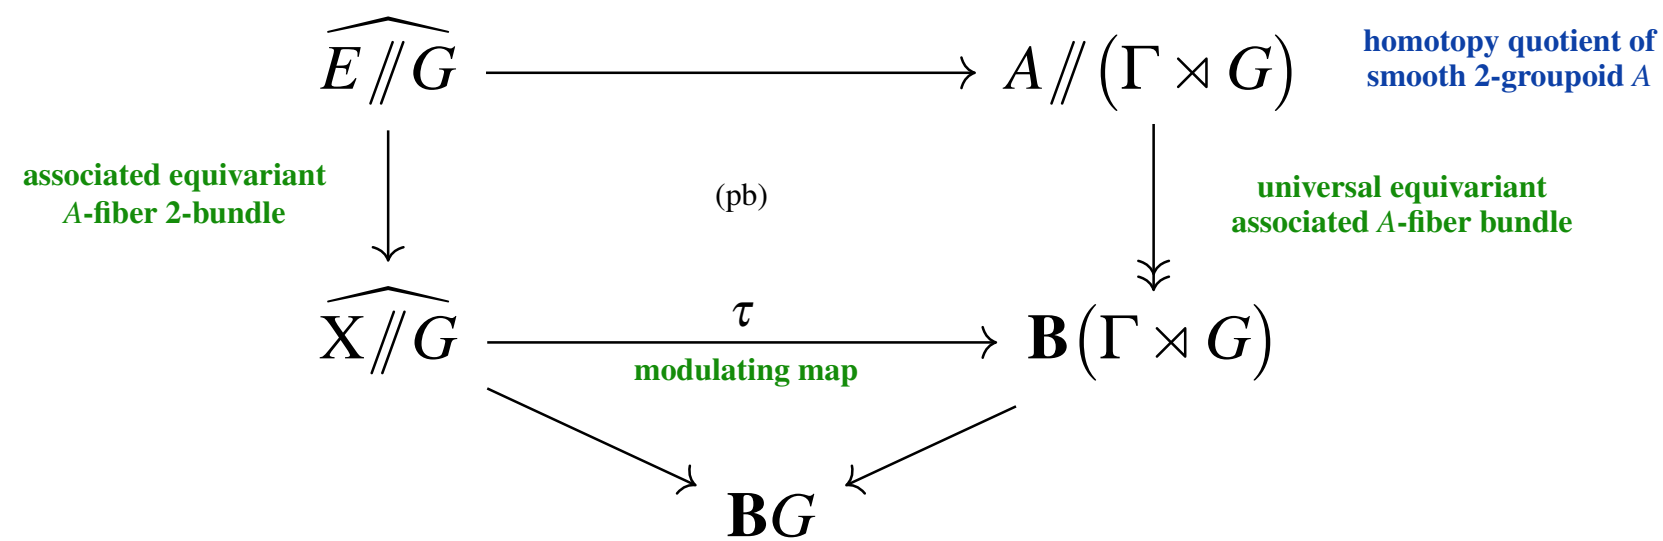 E⫽G
A⫽(Γ ⋊ G)
homotopy quotient of
smooth 2-groupoid A
associated equivariant
A-fiber 2-bundle
(pb)
universal equivariant
associated A-fiber bundle
X⫽G
τ
B(Γ ⋊ G)
modulating map
BG